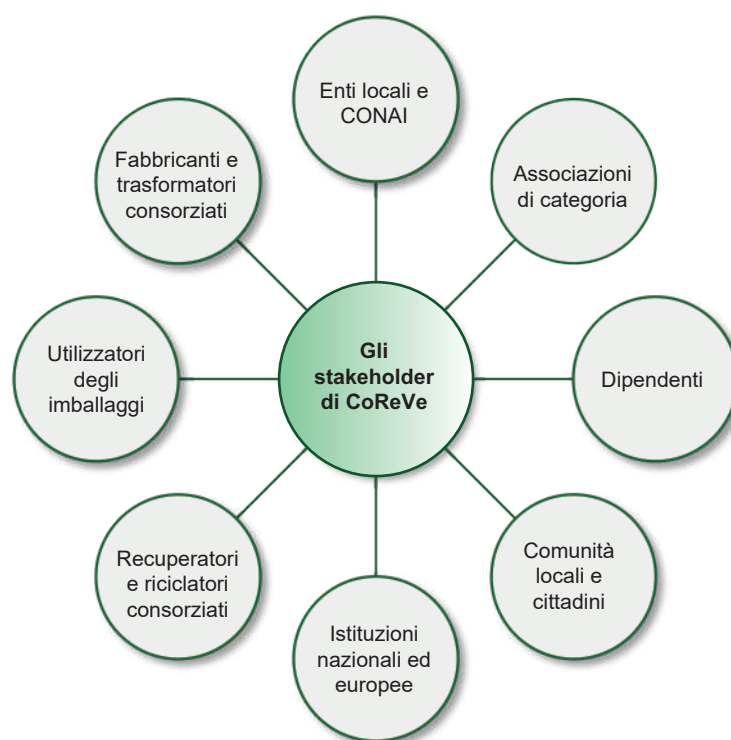 Enti locali e
CONAI
Fabbricanti e
trasformatori
consorziati
Associazioni
di categoria
Utilizzatori
degli
imballaggi
Gli
stakeholder
di CoReVe
Dipendenti
Recuperatori
e riciclatori
consorziati
Comunità
locali e
cittadini
Istituzioni
nazionali ed
europee